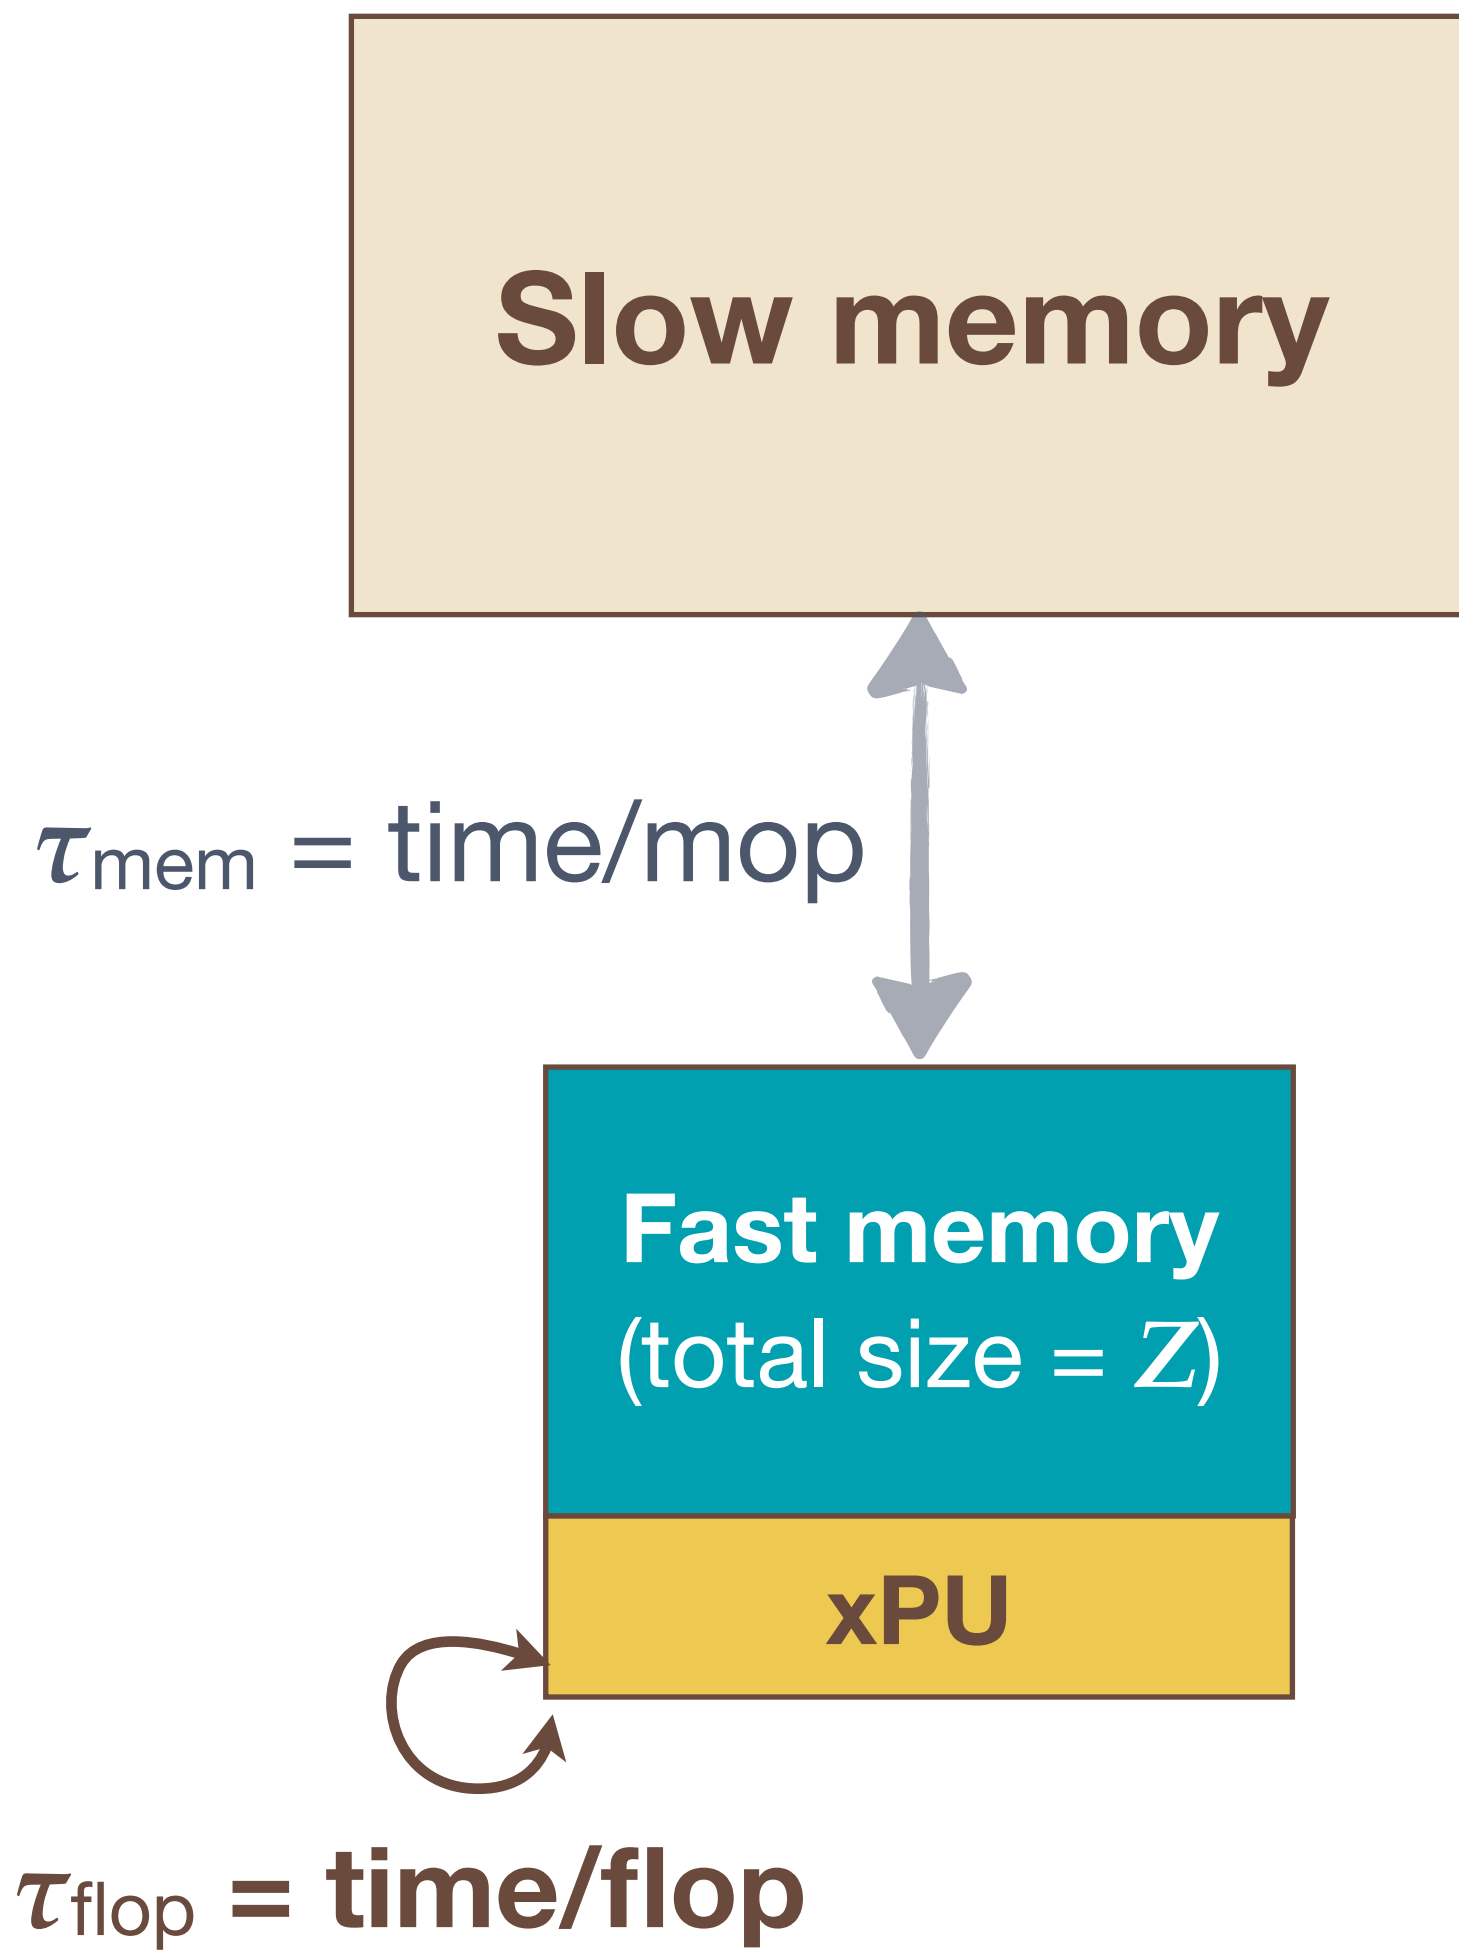 Slow memory
τmem = time/mop
Fast memory
(total size = Z)
xPU
τflop = time/flop